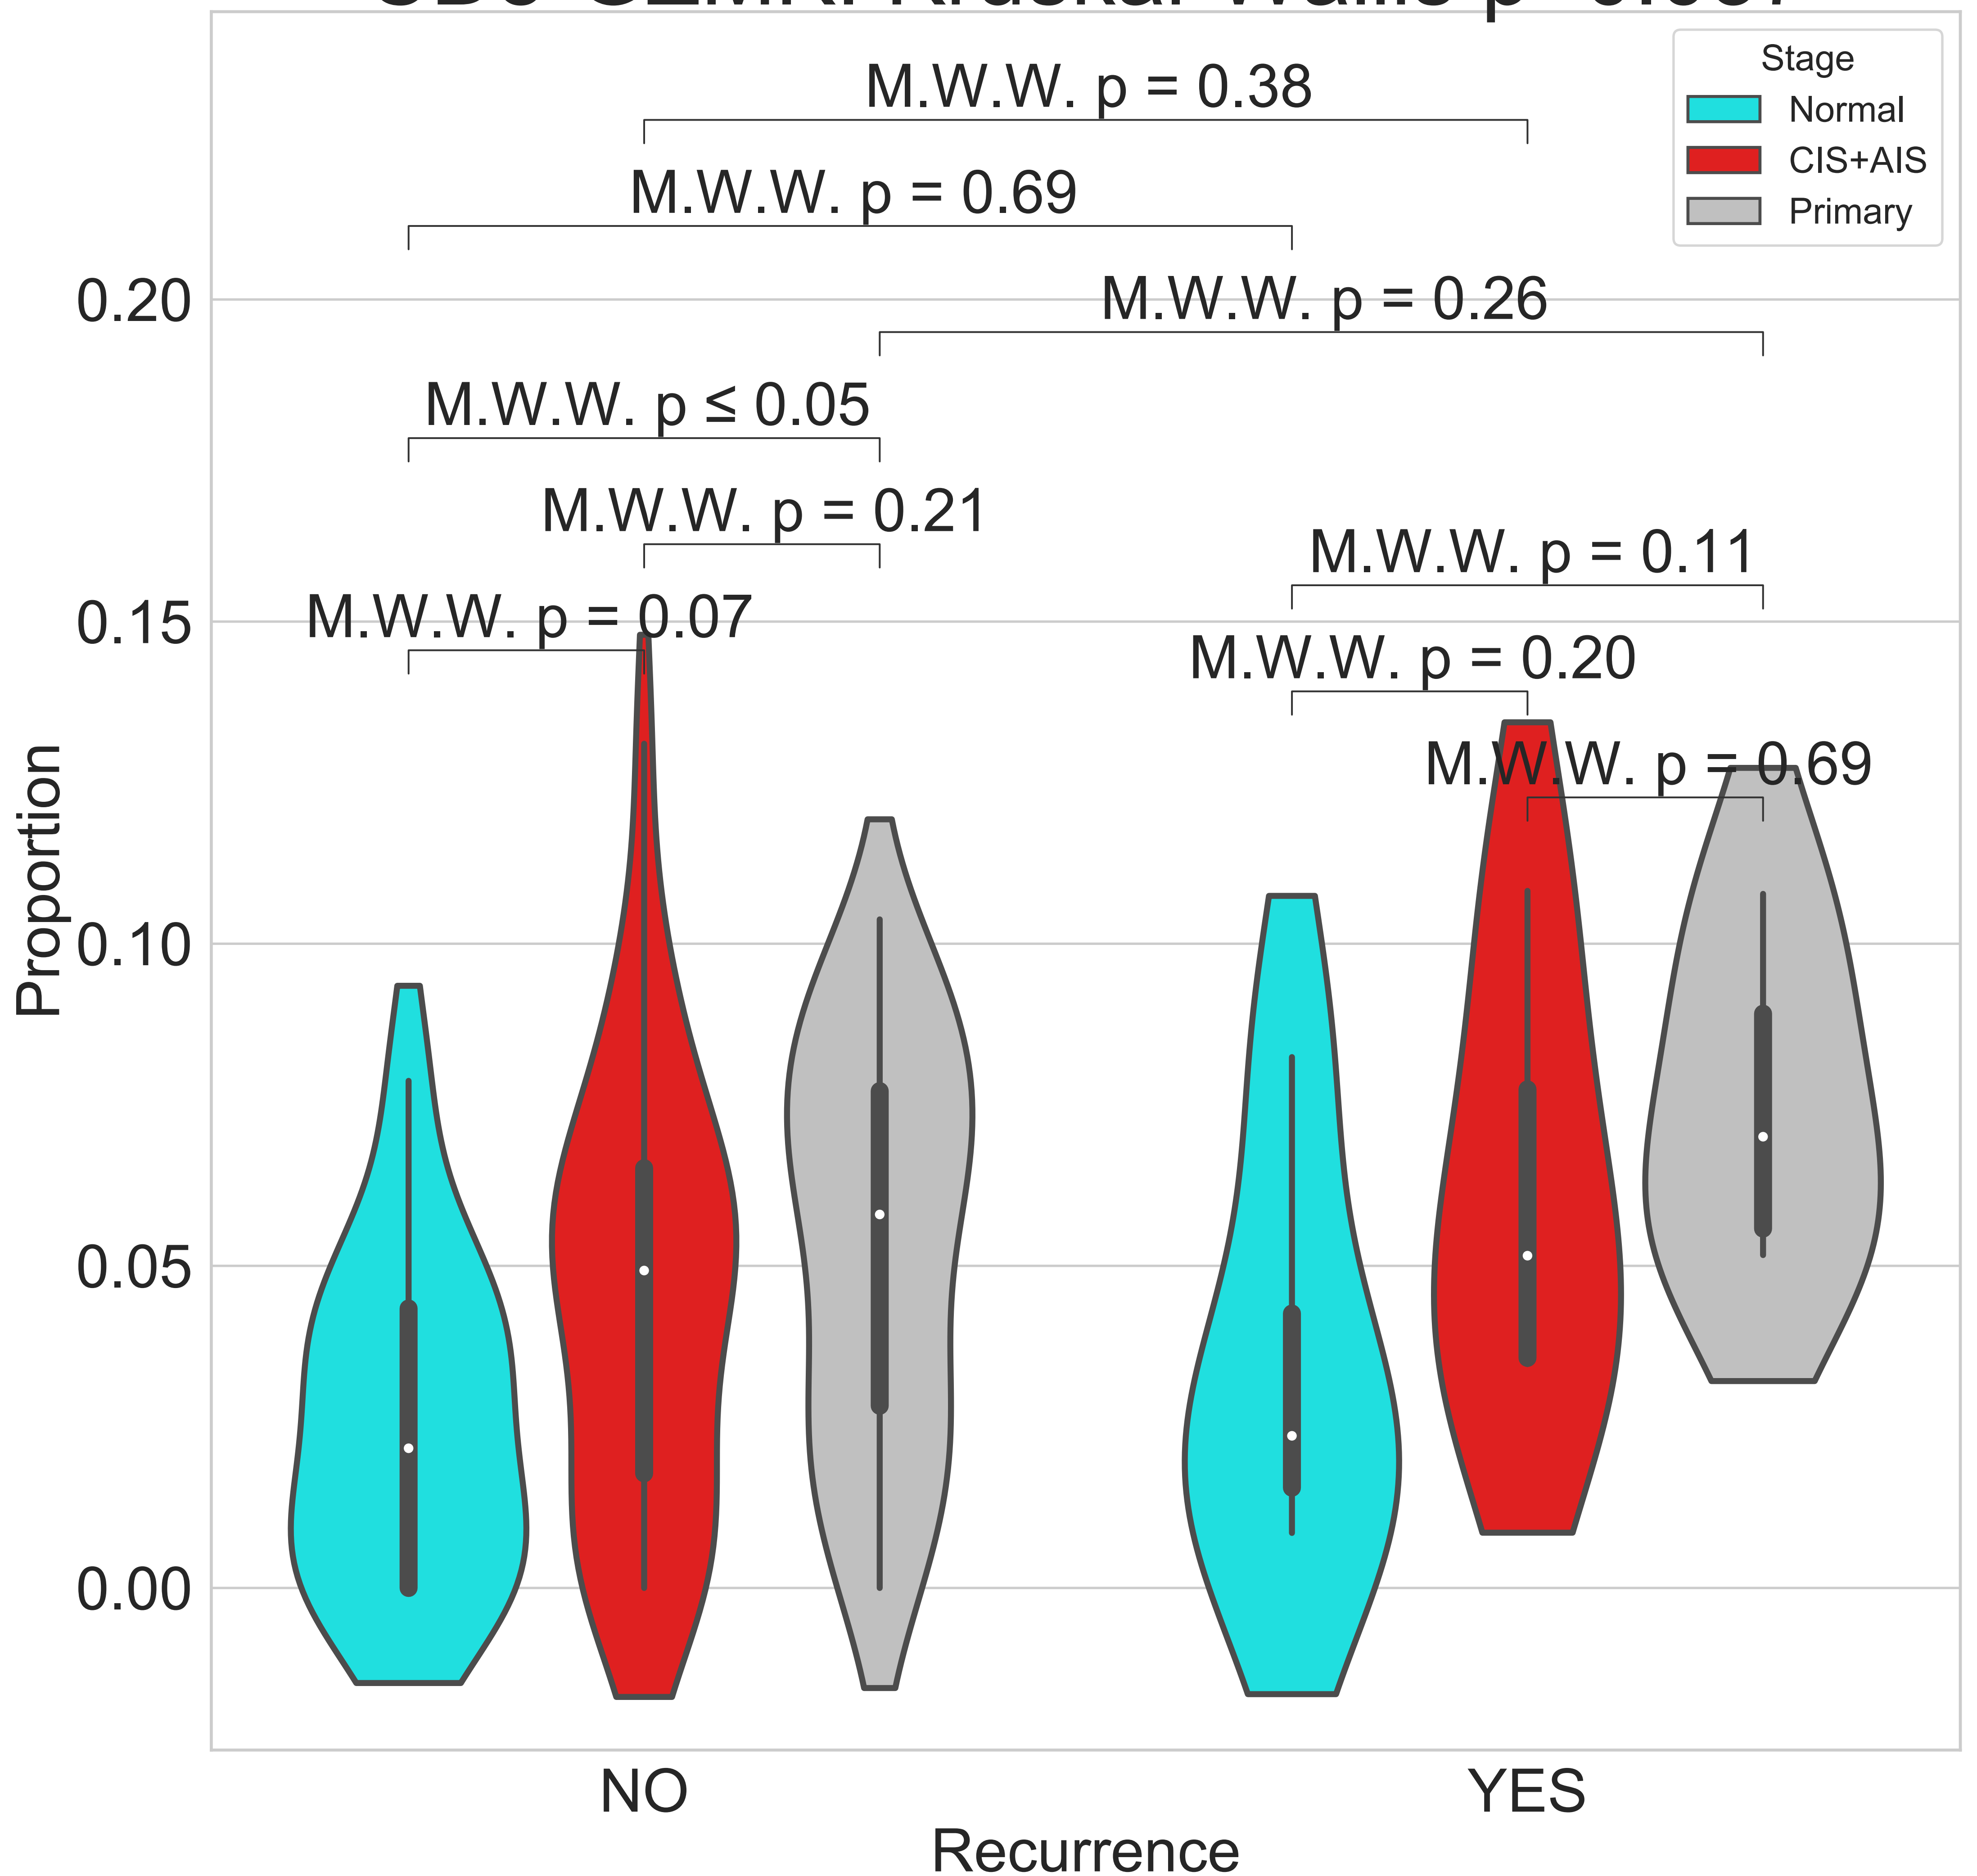 Stage
Normal
CIS+AIS
Primary
M.W.W. p = 0.38
M.W.W. p = 0.69
M.W.W. p = 0.26
M.W.W. p ≤ 0.05
M.W.W. p = 0.21
M.W.W. p = 0.11
M.W.W. p = 0.07
M.W.W. p = 0.20
M.W.W. p = 0.69
0.20
0.15
0.10
0.05
0.00
Proportion
NO
YES
Recurrence